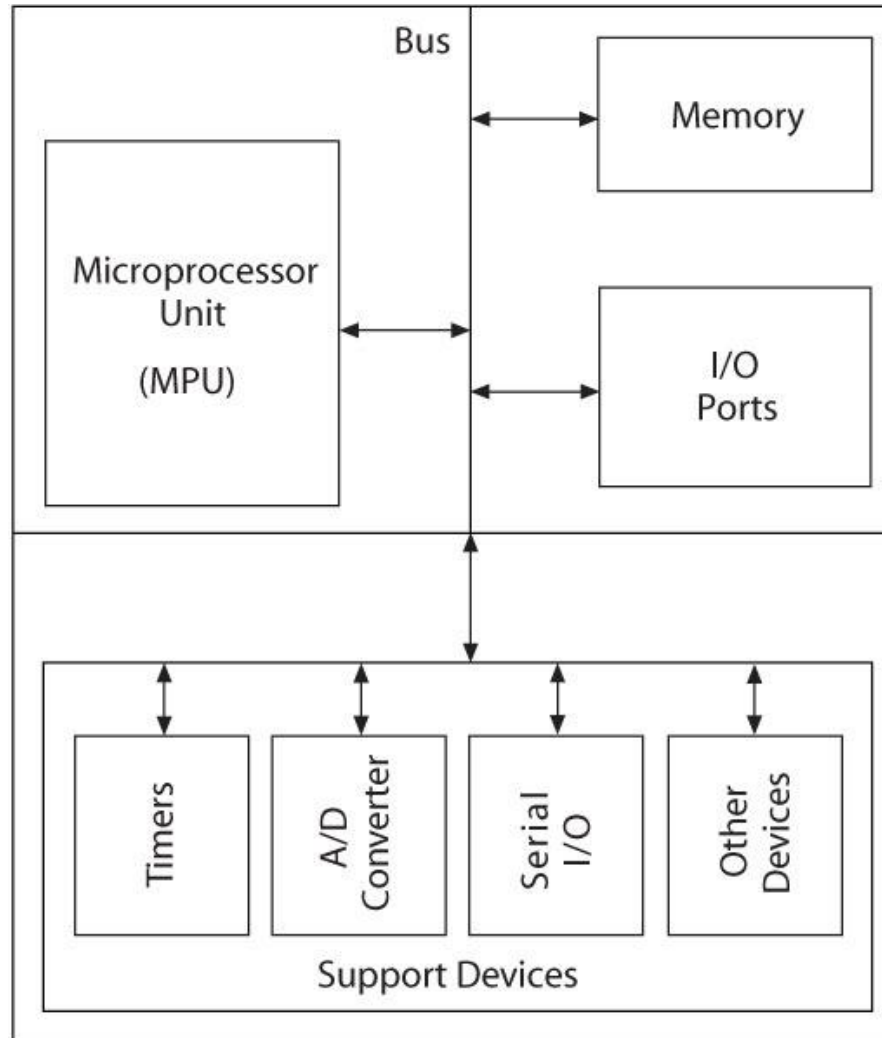 Bus
Memory
Microprocessor
Unit
(MPU)
I/O
Ports
Timers
A/D
Converter
Serial
I/O
Other
Devices
Support Devices